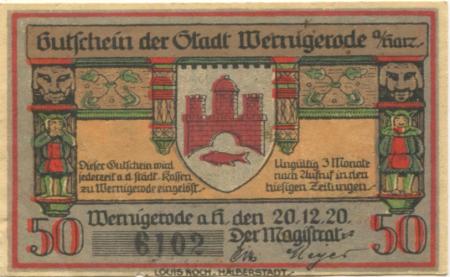 Gutschein der Stadt Wernigerode a/Harz.
Dieser Gutschein wird
jederzeit a.d. städt. Kassen
zu Wernigerode eingelöst.
Ungültig 3 Monate
nach Aufruf in den
hiesigen Zeitungen.
Wernigerode a.H. den 20.12.20.
50
6102
Der Magistrat
50
Meyer
LOUIS KOCH, HALBERSTADT.